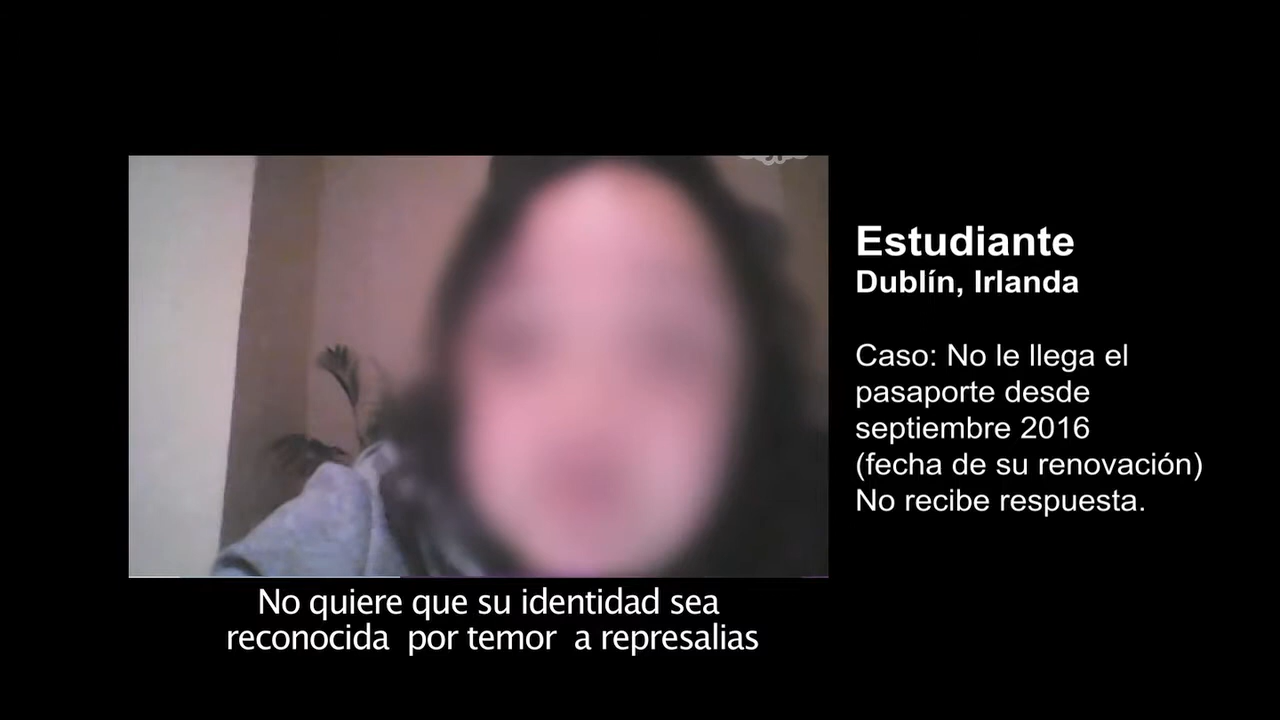 Estudiante
Dublín, Irlanda
Caso: No le llega el
pasaporte desde
septiembre 2016
(fecha de su renovación)
No recibe respuesta.
No quiere que su identidad sea
reconocida por temor a represalias